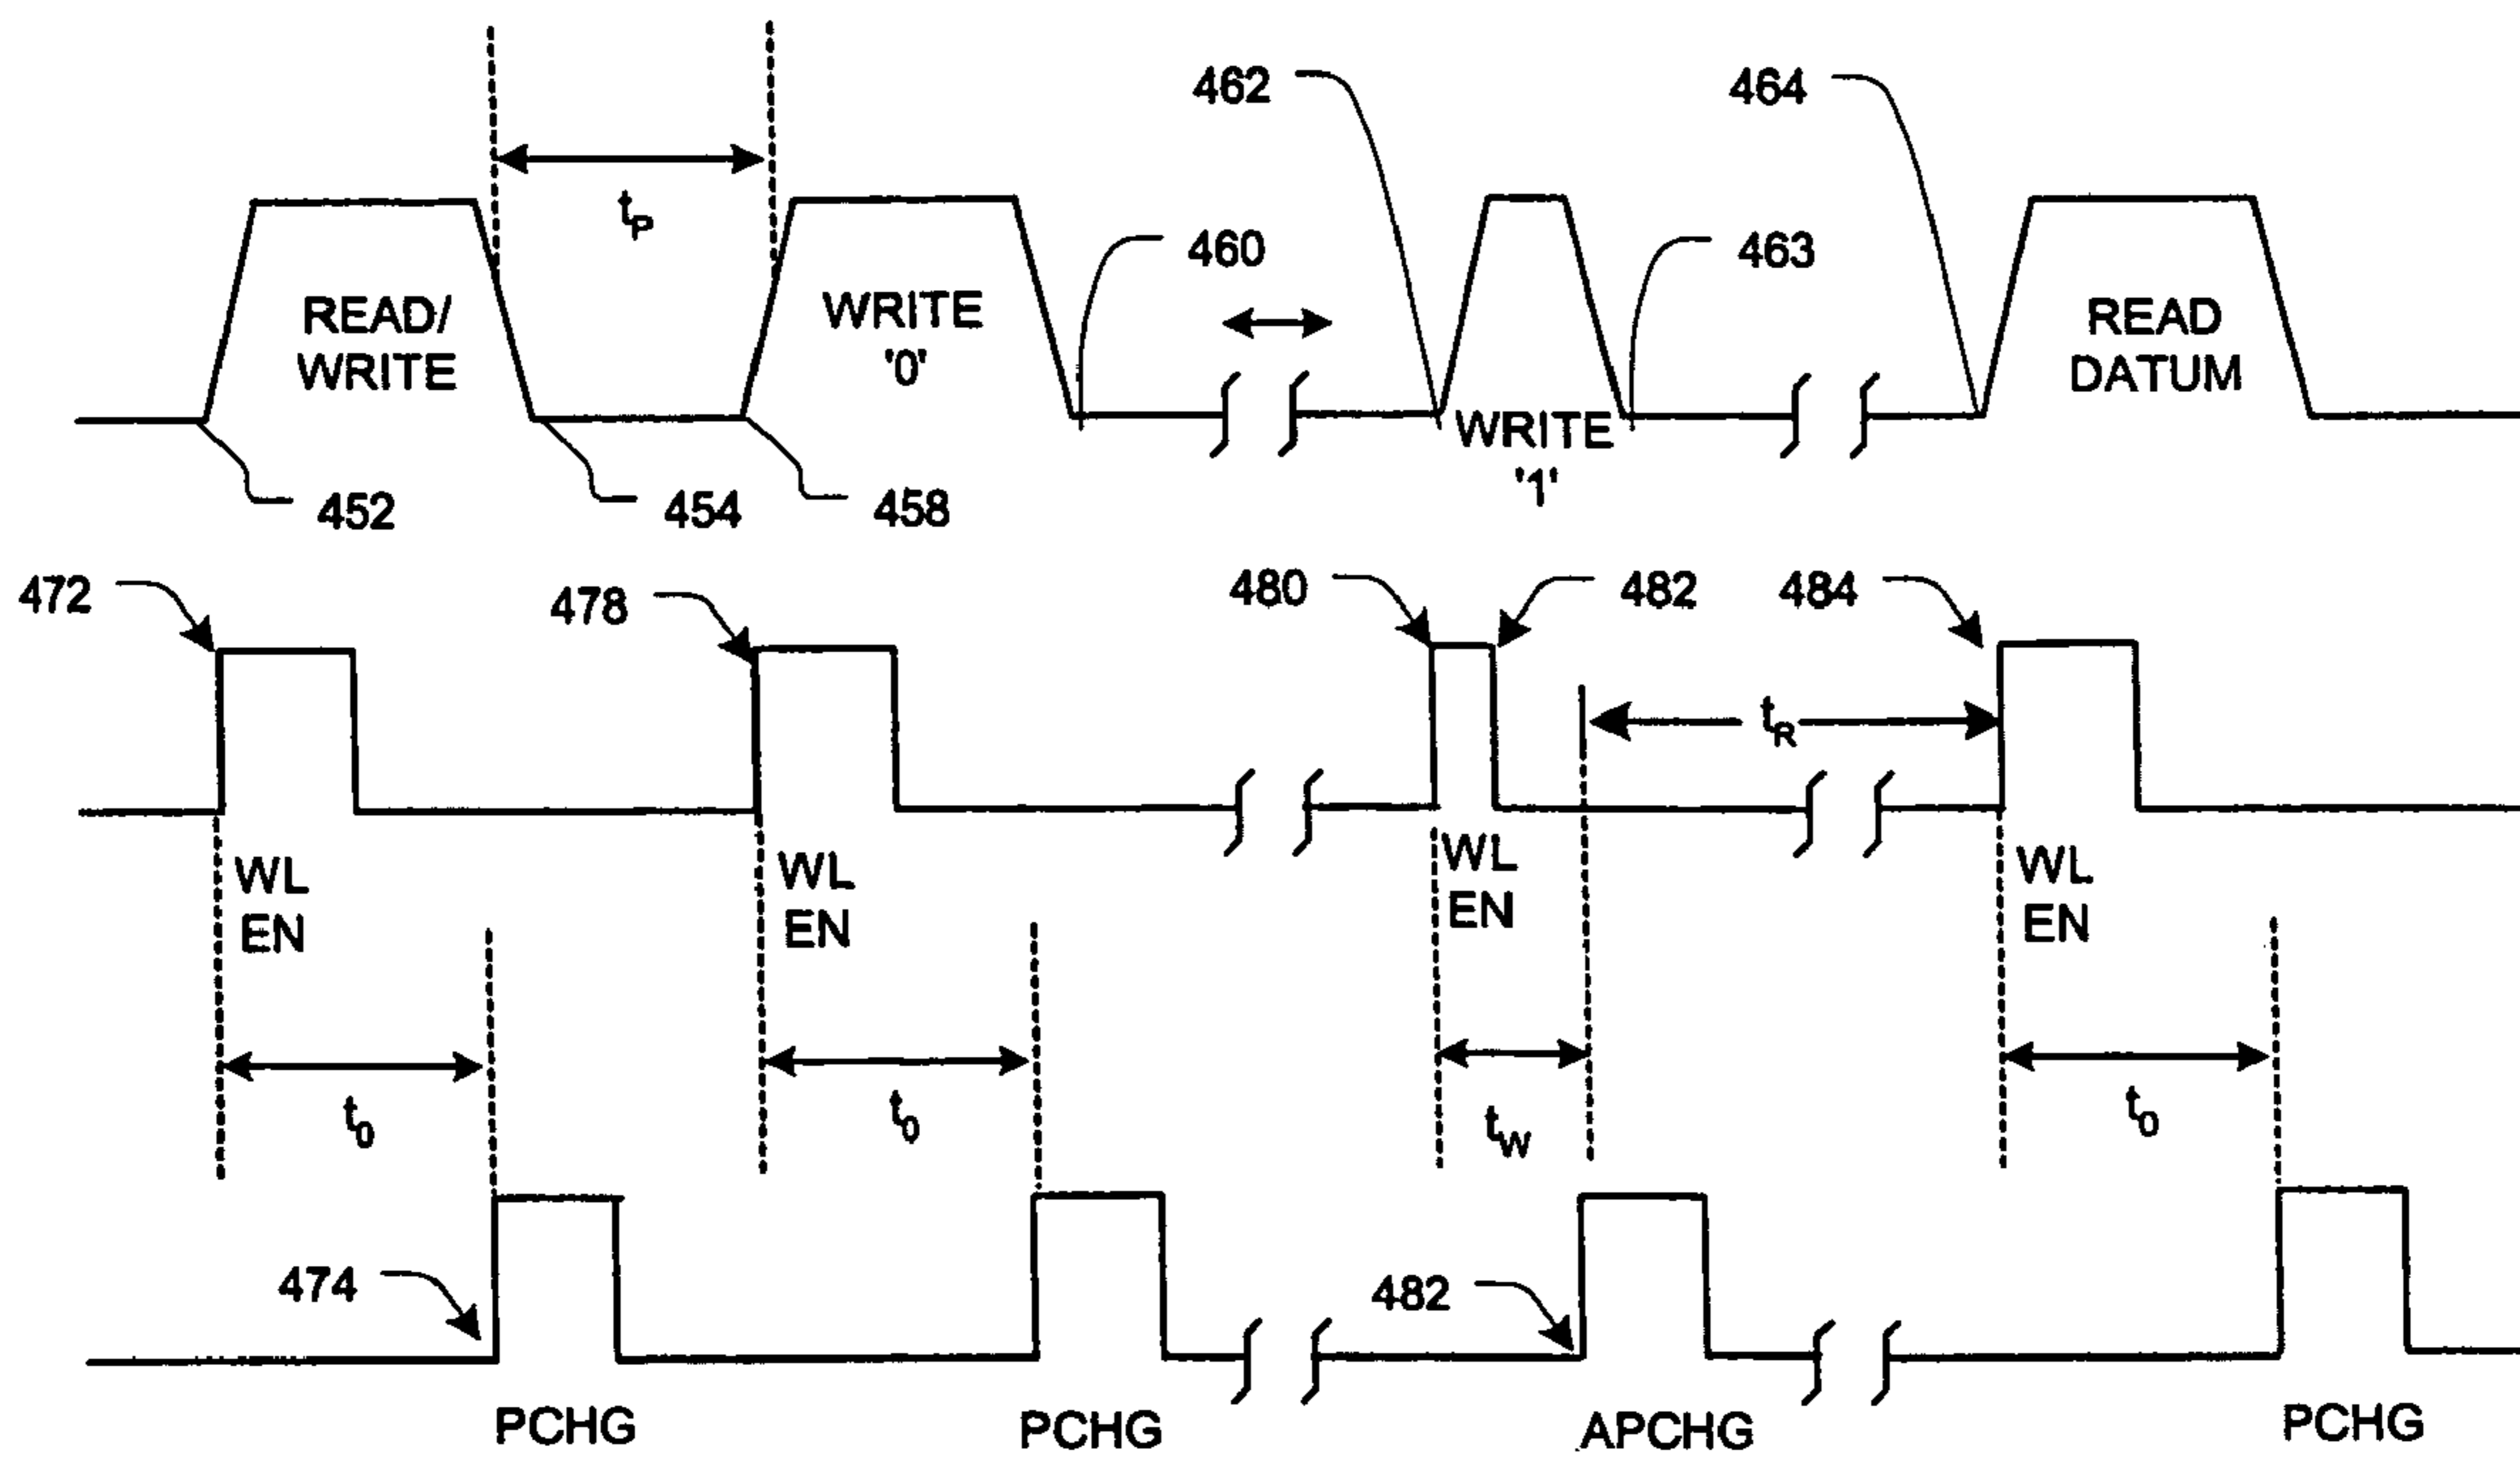 462
464
tP
460
463
READ/
WRITE
WRITE
'0'
READ
DATUM
WRITE
'1'
452
454
458
472
478
480
482
484
tR
WL
EN
WL
EN
WL
EN
WL
EN
t0
t0
tW
t0
474
482
PCHG
PCHG
APCHG
PCHG